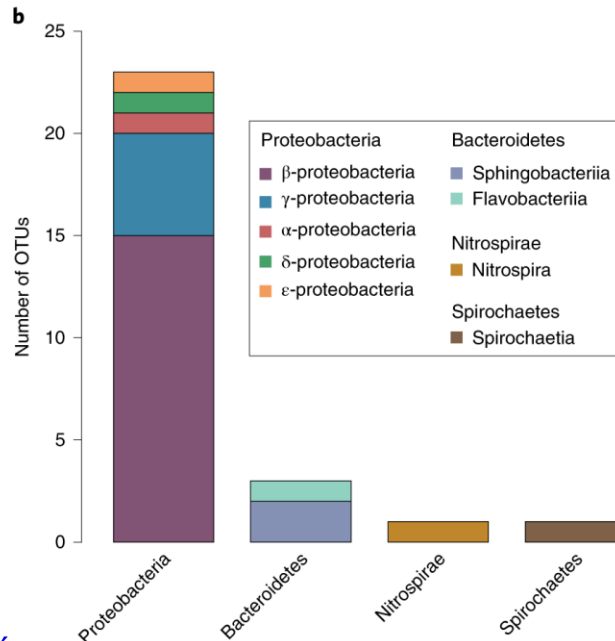 b
25
20
15
10
5
0
Number of OTUs
Proteobacteria
β-proteobacteria
γ-proteobacteria
α-proteobacteria
δ-proteobacteria
ε-proteobacteria
Bacteroidetes
Sphingobacteriia
Flavobacteriia
Nitrospirae
Nitrospira
Spirochaetes
Spirochaetia
Proteobacteria
Bacteroidetes
Nitrospirae
Spirochaetes